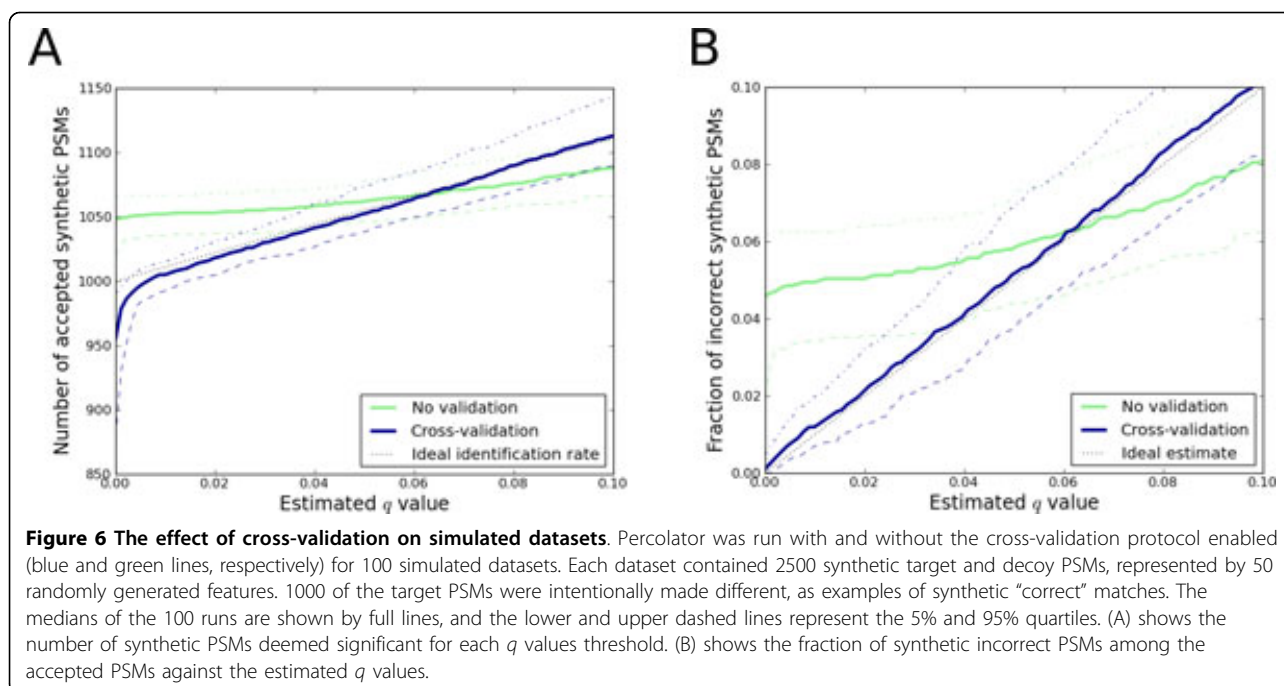 A
B
1150
1100
1050
1000
950
900
850
0.00 0.02 0.04 0.06 0.08 0.10
Number of accepted synthetic PSMs
Estimated q value
No validation
Cross-validation
Ideal identification rate
0.10
0.08
0.06
0.04
0.02
0.00
0.00 0.02 0.04 0.06 0.08 0.10
Fraction of incorrect synthetic PSMs
Estimated q value
No validation
Cross-validation
Ideal estimate
Figure 6 The effect of cross-validation on simulated datasets. Percolator was run with and without the cross-validation protocol enabled
(blue and green lines, respectively) for 100 simulated datasets. Each dataset contained 2500 synthetic target and decoy PSMs, represented by 50
randomly generated features. 1000 of the target PSMs were intentionally made different, as examples of synthetic “correct” matches. The
medians of the 100 runs are shown by full lines, and the lower and upper dashed lines represent the 5% and 95% quartiles. (A) shows the
number of synthetic PSMs deemed significant for each q values threshold. (B) shows the fraction of synthetic incorrect PSMs among the
accepted PSMs against the estimated q values.